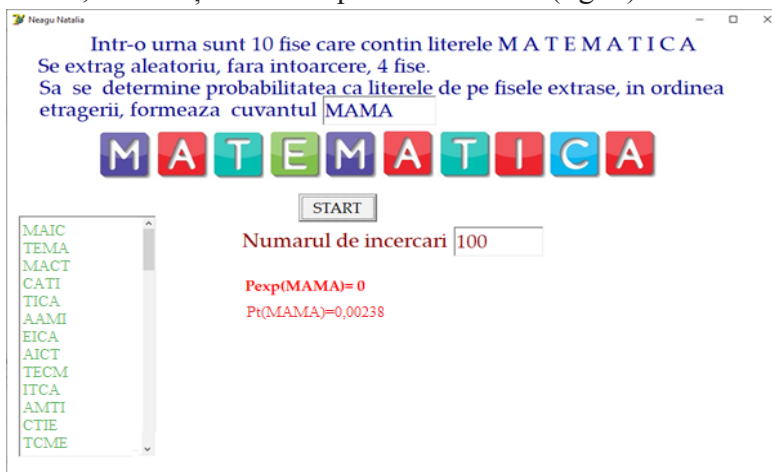 Neagu Natalia
Intr-o urna sunt 10 fise care contin literele M A T E M A T I C A
Se extrag aleatoriu, fara intoarcere, 4 fise.
Sa se determine probabilitatea ca literele de pe fisele extrase, in ordinea
etragerii, formeaza cuvantul MAMA
M A T E M A T I C A
START
Numarul de incercari 100
MAIC
TEMA
MACT
CATI
TICA
AAMI
EICA
AICT
TECM
ITCA
AMTI
CTIE
TCME
Pexp(MAMA)= 0
Pt(MAMA)=0,00238